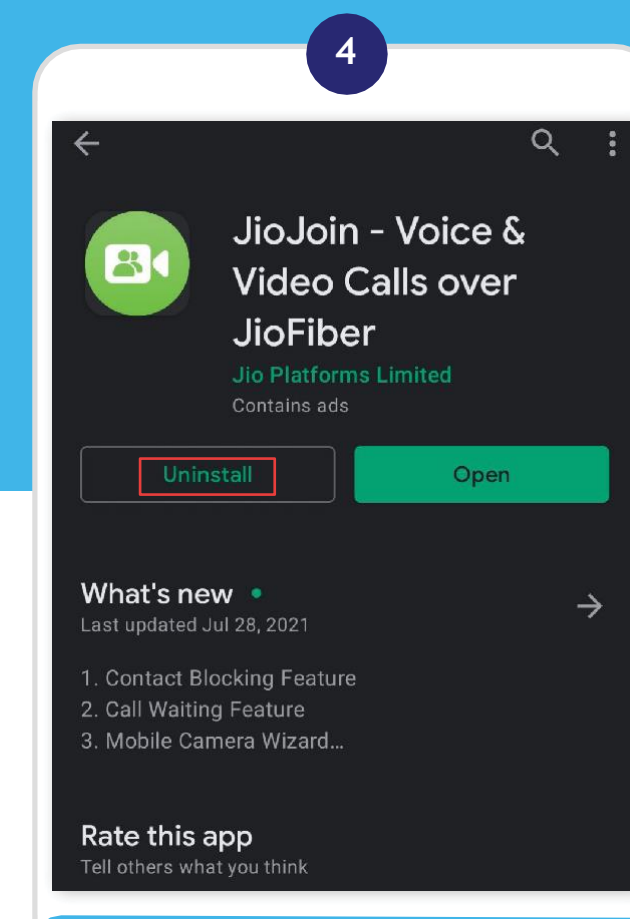 4
JioJoin - Voice &
Video Calls over
JioFiber
Jio Platforms Limited
Contains ads
Uninstall
Open
What's new
Last updated Jul 28, 2021
1. Contact Blocking Feature
2. Call Waiting Feature
3. Mobile Camera Wizard...
Rate this app
Tell others what you think